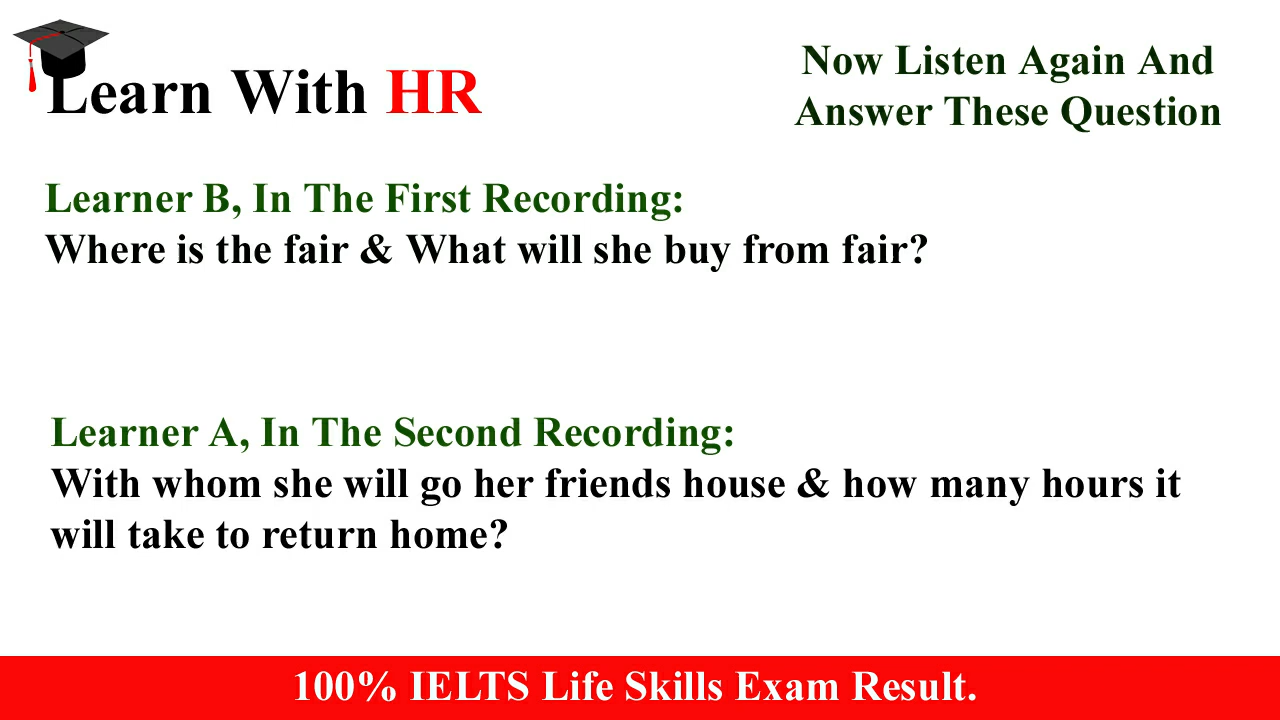 Learn With HR
Now Listen Again And
Answer These Question
Learner B, In The First Recording:
Where is the fair & What will she buy from fair?
Learner A, In The Second Recording:
With whom she will go her friends house & how many hours it
will take to return home?
100% IELTS Life Skills Exam Result.